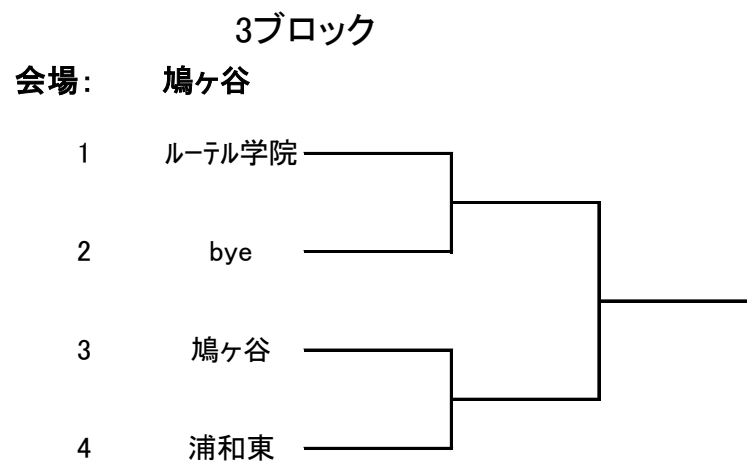 3ブロック
会場： 鳩ヶ谷
1 ルーテル学院
2 bye
3 鳩ヶ谷
4 浦和東